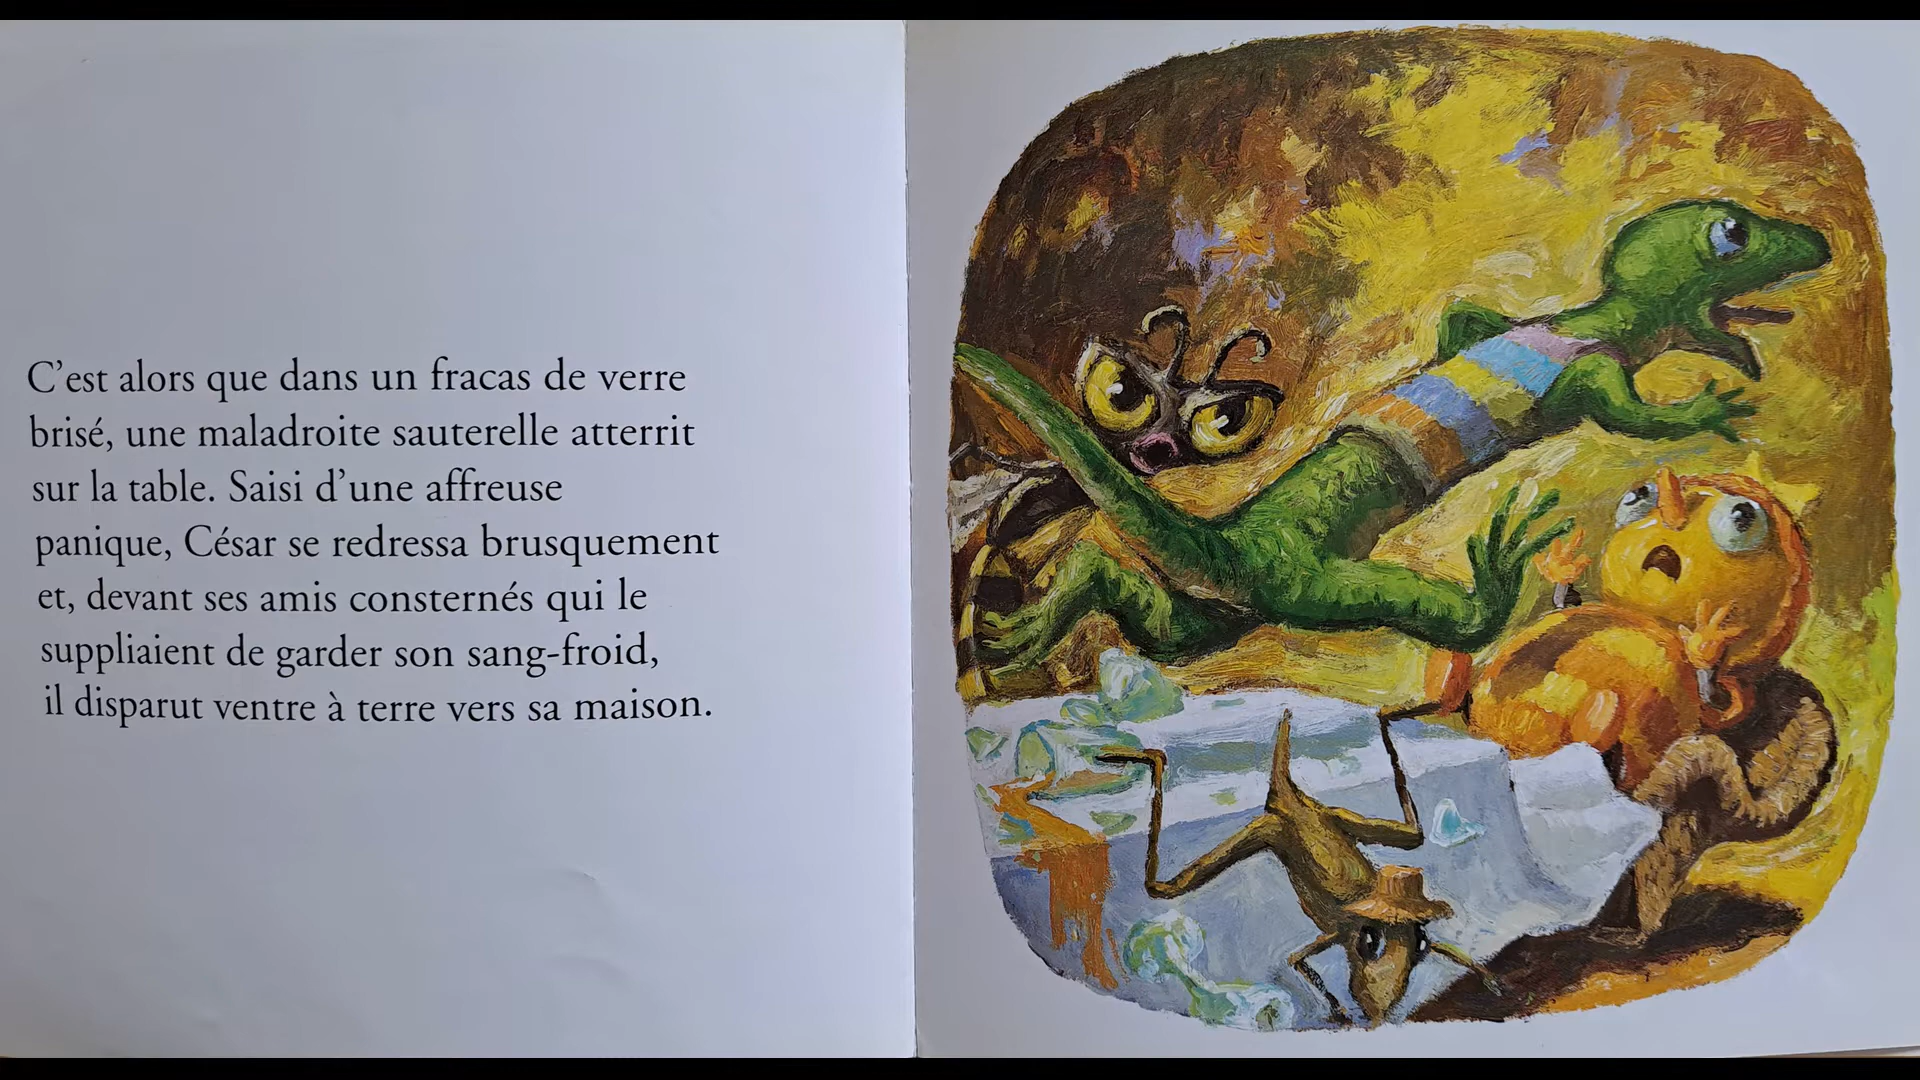 C'est alors que dans un fracas de verre
brisé, une maladroite sauterelle atterrit
sur la table. Saisi d'une affreuse
panique, César se redressa brusquement
et, devant ses amis consternés qui le
suppliaient de garder son sang-froid,
il disparut ventre à terre vers sa maison.